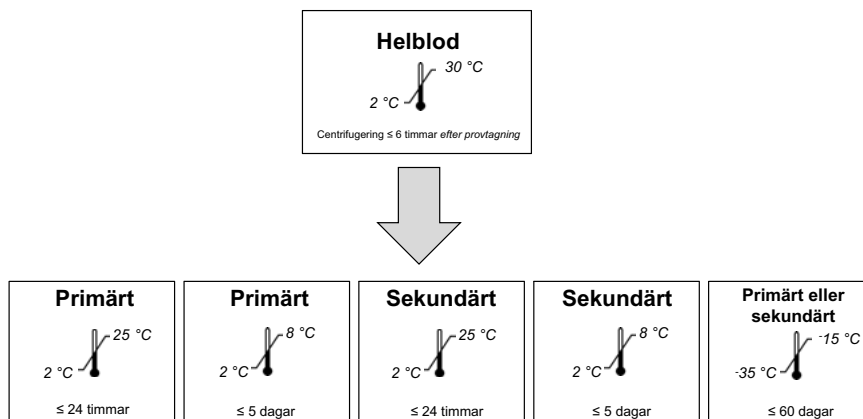 Helblod
30 °C
2 °C
Centrifugering ≤ 6 timmar efter provtagning
Primärt
25 °C
2 °C
≤ 24 timmar
Primärt
8 °C
2 °C
≤ 5 dagar
Sekundärt
25 °C
2 °C
≤ 24 timmar
Sekundärt
8 °C
2 °C
≤ 5 dagar
Primärt eller
sekundärt
-15 °C
-35 °C
≤ 60 dagar